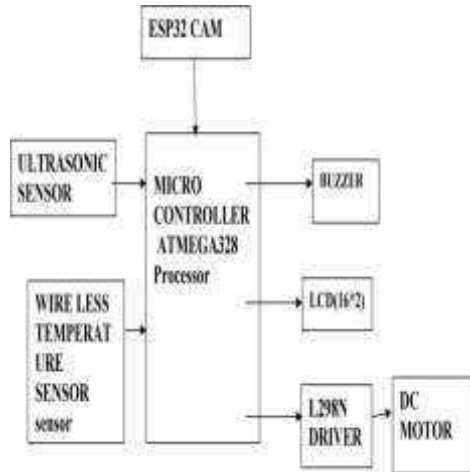 ESP32 CAM
ULTRASONIC
SENSOR
MICRO
CONTROLLER
ATMEGA328
Processor
BUZZER
WIRE LESS
TEMPERAT
URE
SENSOR
sensor
LCD(16*2)
L298N
DRIVER
DC
MOTOR